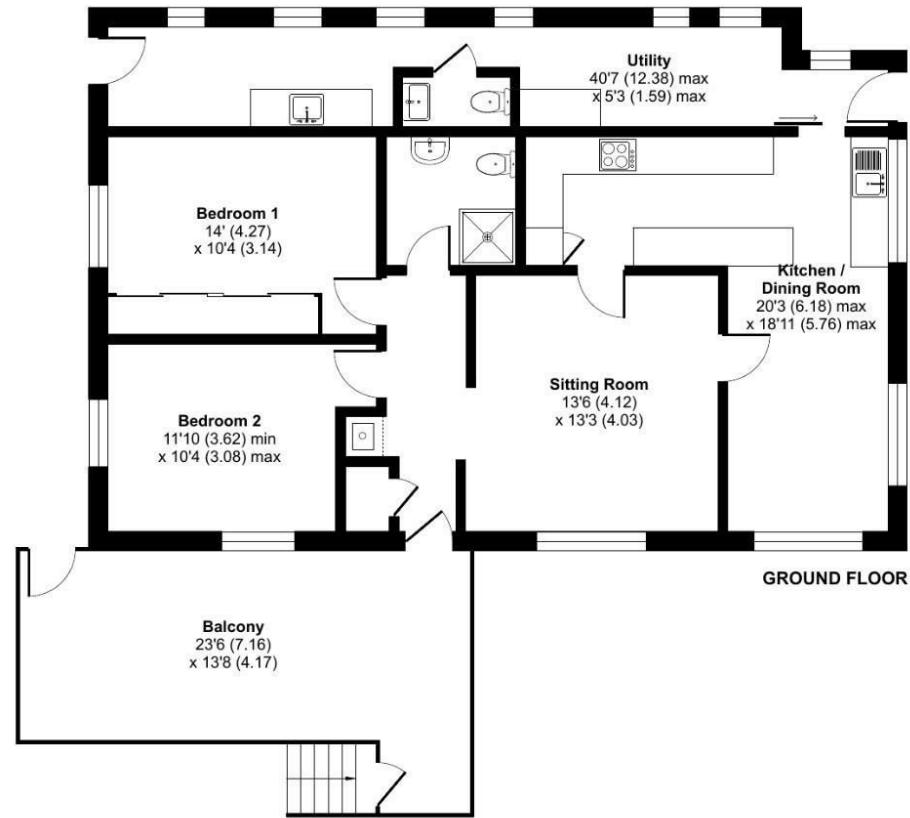 Utility
40'7 (12.38) max
x 5'3 (1.59) max
Bedroom 1
14' (4.27)
x 10'4 (3.14)
Kitchen /
Dining Room
20'3 (6.18) max
x 18'11 (5.76) max
Sitting Room
13'6 (4.12)
x 13'3 (4.03)
Bedroom 2
11'10 (3.62) min
x 10'4 (3.08) max
GROUND FLOOR
Balcony
23'6 (7.16)
x 13'8 (4.17)